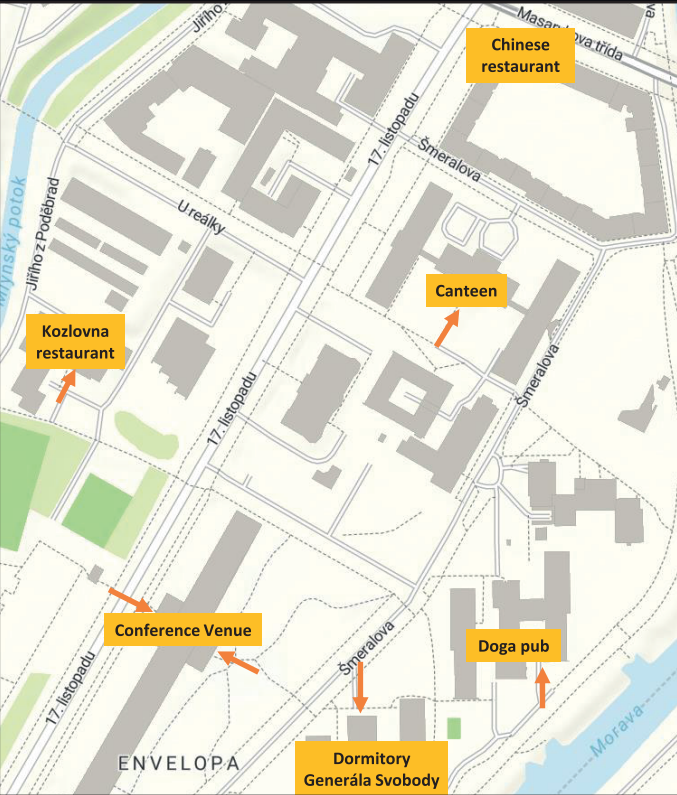 Jiřího
Masarykova třída
Chinese
restaurant
17. listopadu
Šmeralova
Mlýnský potok
Jiřího z Poděbrad
U reálky
Canteen
Kozlovna
restaurant
Šmeralova
17. listopadu
Conference Venue
Šmeralova
Doga pub
17. listopadu
Morava
ENVELOPA
Dormitory
Generála Svobody